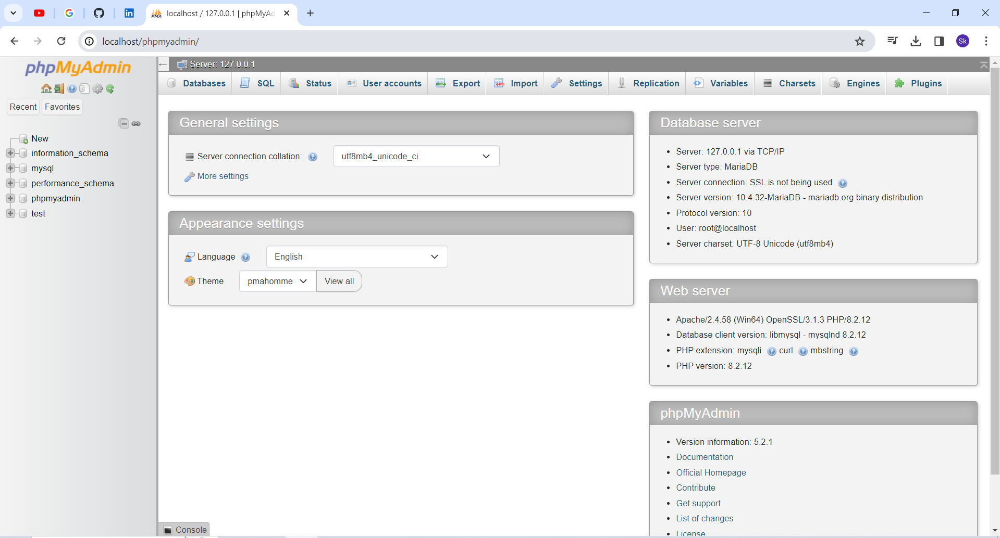 localhost / 127.0.0.1 | phpMyAd
localhost/phpmyadmin/
Sk
phpMyAdmin
Recent Favorites
New
information_schema
mysql
performance_schema
phpmyadmin
test
Server: 127.0.0.1
Databases SQL Status User accounts Export Import Settings Replication Variables Charsets Engines Plugins
General settings
Server connection collation: utf8mb4_unicode_ci
More settings
Appearance settings
Language English
Theme pmahomme View all
Database server
Server: 127.0.0.1 via TCP/IP
Server type: MariaDB
Server connection: SSL is not being used
Server version: 10.4.32-MariaDB - mariadb.org binary distribution
Protocol version: 10
User: root@localhost
Server charset: UTF-8 Unicode (utf8mb4)
Web server
Apache/2.4.58 (Win64) OpenSSL/3.1.3 PHP/8.2.12
Database client version: libmysql - mysqlnd 8.2.12
PHP extension: mysqli curl mbstring
PHP version: 8.2.12
phpMyAdmin
Version information: 5.2.1
Documentation
Official Homepage
Contribute
Get support
List of changes
License
Console